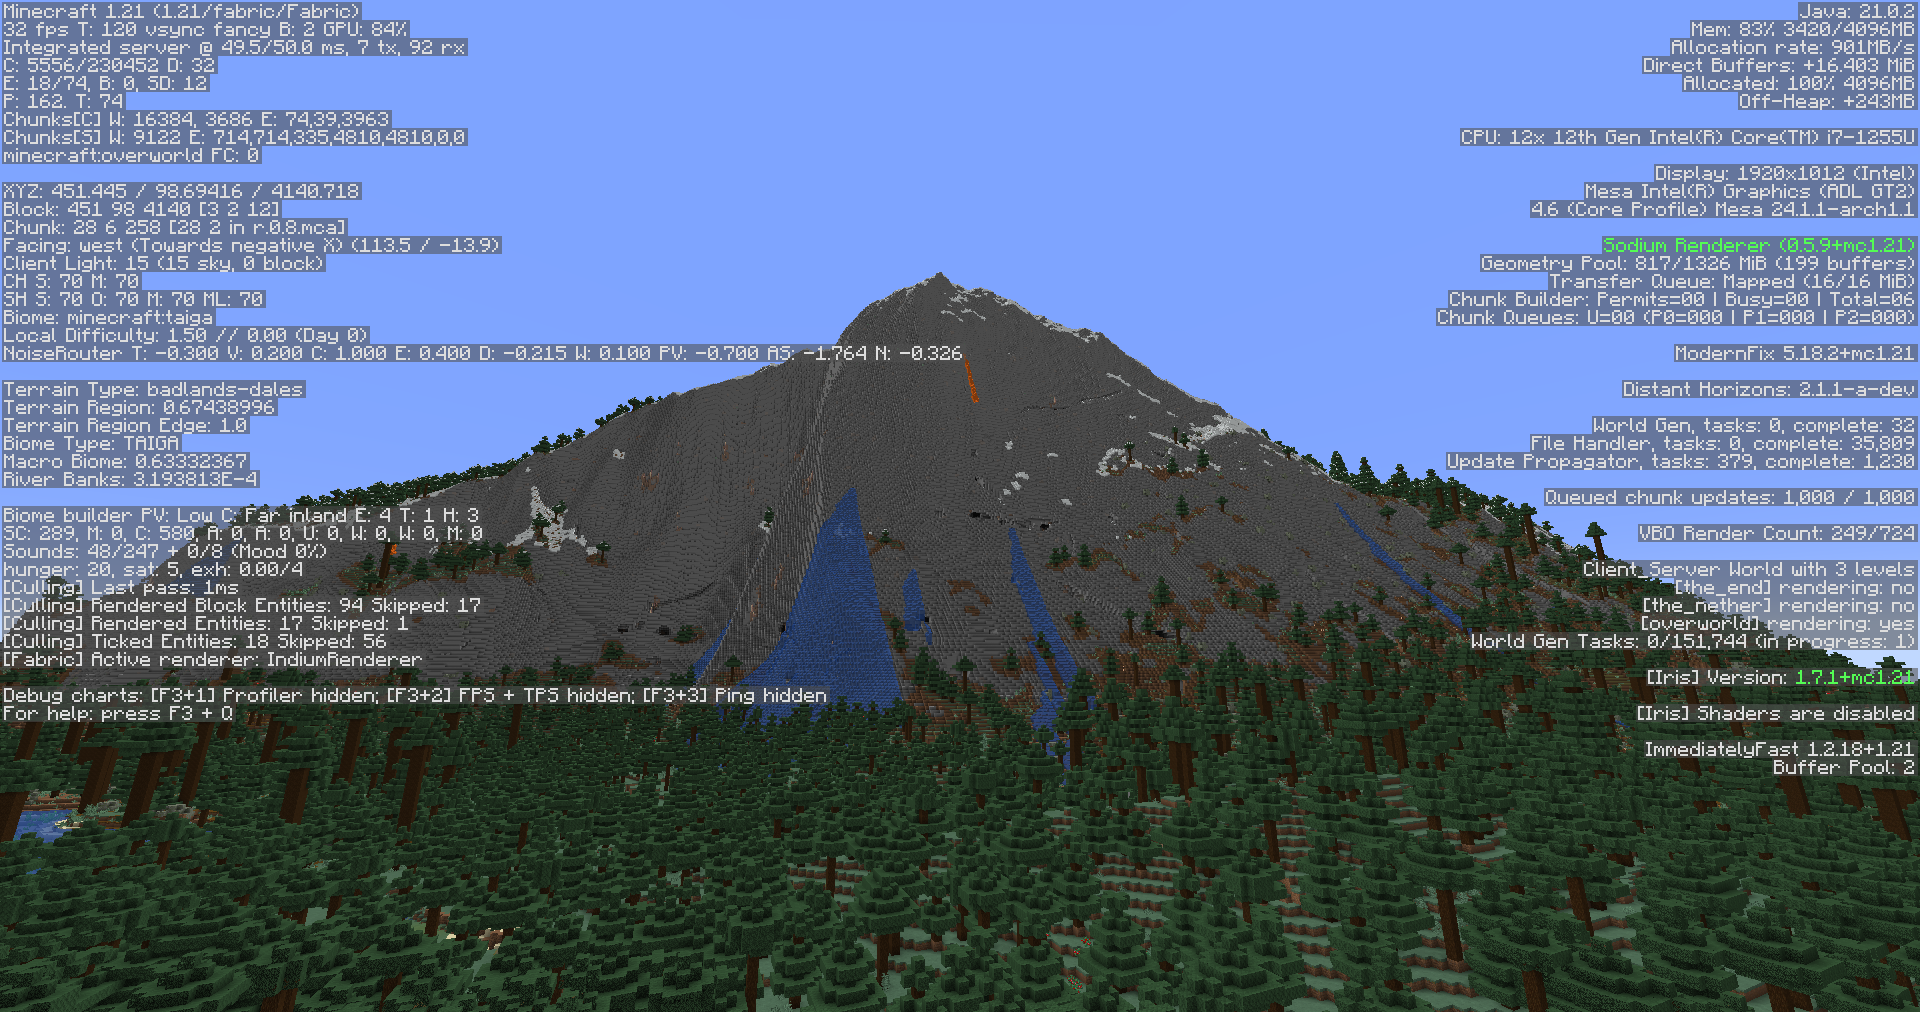 Minecraft 1.21 (1.21/fabric/Fabric)
32 fps T: 120 vsync fancy B: 2 GPU: 84%
Integrated server @ 49.5/50.0 ms, 7 tx, 92 rx
C: 5556/230452 D: 32
E: 18/74, B: 0, SD: 12
P: 162. T: 74
Chunks[C] W: 16384, 3686 E: 74,39,3963
Chunks[S] W: 9122 E: 714,714,335,4810,4810,0,0
minecraft:overworld FC: 0
XYZ: 451.445 / 98.69416 / 4140.718
Block: 451 98 4140 [3 2 12]
Chunk: 28 6 258 [28 2 in r.0.8.mca]
Facing: west (Towards negative X) (113.5 / -13.9)
Client Light: 15 (15 sky, 0 block)
CH S: 70 M: 70
SH S: 70 O: 70 M: 70 ML: 70
Biome: minecraft:taiga
Local Difficulty: 1.50 // 0.00 (Day 0)
NoiseRouter T: -0.300 V: 0.200 C: 1.000 E: 0.400 D: -0.215 W: 0.100 PV: -0.700 AS: -1.764 N: -0.326
Terrain Type: badlands-dales
Terrain Region: 0.67438996
Terrain Region Edge: 1.0
Biome Type: TAIGA
Macro Biome: 0.63332367
River Banks: 3.193813E-4
Biome builder PV: Low C: Far inland E: 4 T: 1 H: 3
SC: 289, M: 0, C: 580, A: 0, A: 0, U: 0, W: 0, W: 0, M: 0
Sounds: 48/247 + 0/8 (Mood 0%)
hunger: 20, sat: 5, exh: 0.00/4
[Culling] Last pass: 1ms
[Culling] Rendered Block Entities: 94 Skipped: 17
[Culling] Rendered Entities: 17 Skipped: 1
[Culling] Ticked Entities: 18 Skipped: 56
[Fabric] Active renderer: IndiumRenderer
Debug charts: [F3+1] Profiler hidden; [F3+2] FPS + TPS hidden; [F3+3] Ping hidden
For help: press F3 + Q
Java: 21.0.2
Mem: 83% 3420/4096MB
Allocation rate: 901MB/s
Direct Buffers: +16.403 MiB
Allocated: 100% 4096MB
Off-Heap: +243MB
CPU: 12x 12th Gen Intel(R) Core(TM) i7-1255U
Display: 1920x1012 (Intel)
Mesa Intel(R) Graphics (ADL GT2)
4.6 (Core Profile) Mesa 24.1.1-arch1.1
Sodium Renderer (0.5.9+mc1.21)
Geometry Pool: 817/1326 MiB (199 buffers)
Transfer Queue: Mapped (16/16 MiB)
Chunk Builder: Permits=00 | Busy=00 | Total=06
Chunk Queues: U=00 (P0=000 | P1=000 | P2=000)
ModernFix 5.18.2+mc1.21
Distant Horizons: 2.1.1-a-dev
World Gen, tasks: 0, complete: 32
File Handler, tasks: 0, complete: 35,809
Update Propagator, tasks: 379, complete: 1,230
Queued chunk updates: 1,000 / 1,000
VBO Render Count: 249/724
Client_Server World with 3 levels
[the_end] rendering: no
[the_nether] rendering: no
[overworld] rendering: yes
World Gen Tasks: 0/151,744 (in progress: 1)
[Iris] Version: 1.7.1+mc1.21
[Iris] Shaders are disabled
ImmediatelyFast 1.2.18+1.21
Buffer Pool: 2